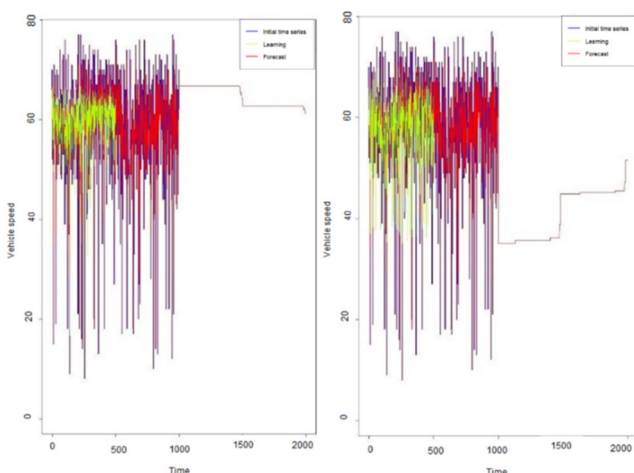 80
60
40
20
0
Vehicle speed
Initial time series
Learning
Forecast
0 500 1000 1500 2000
Time
80
60
40
20
0
Vehicle speed
Initial time series
Learning
Forecast
0 500 1000 1500 2000
Time